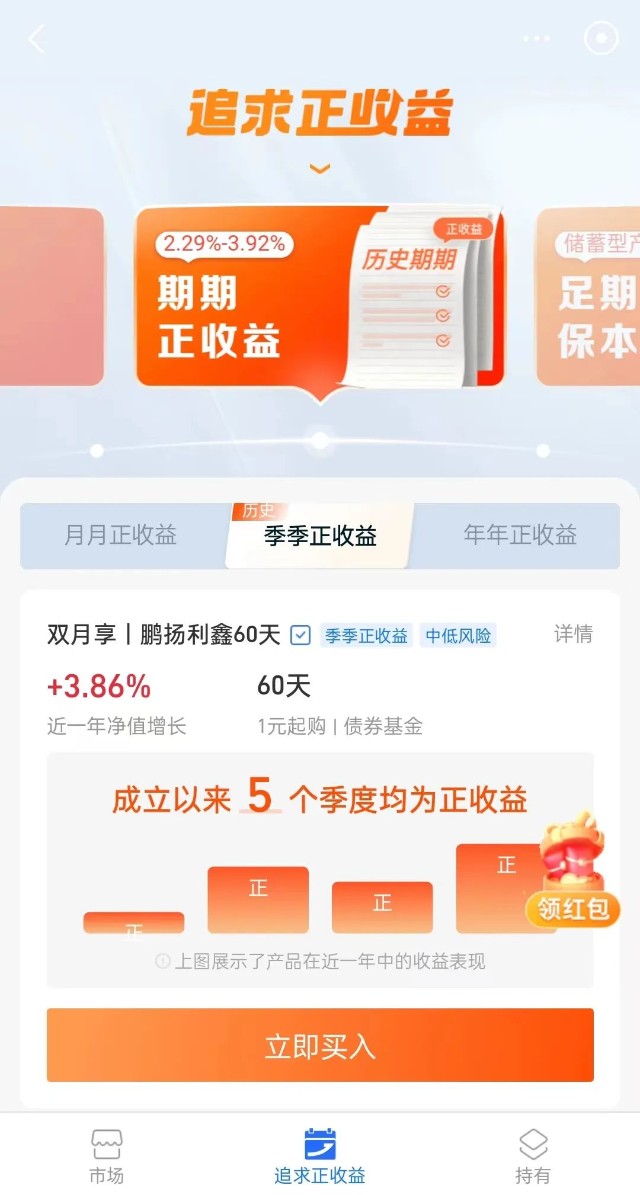 追求正收益
2.29%-3.92%
期期
正收益
正收益
历史期期
储蓄型产
足期
保本
月月正收益
历史
季季正收益
年年正收益
双月享丨鹏扬利鑫60天 季季正收益 中低风险 详情
+3.86% 60天
近一年净值增长 1元起购 | 债券基金
成立以来 5 个季度均为正收益
正
正
正
正
领红包
上图展示了产品在近一年中的收益表现
立即买入
市场
追求正收益
持有